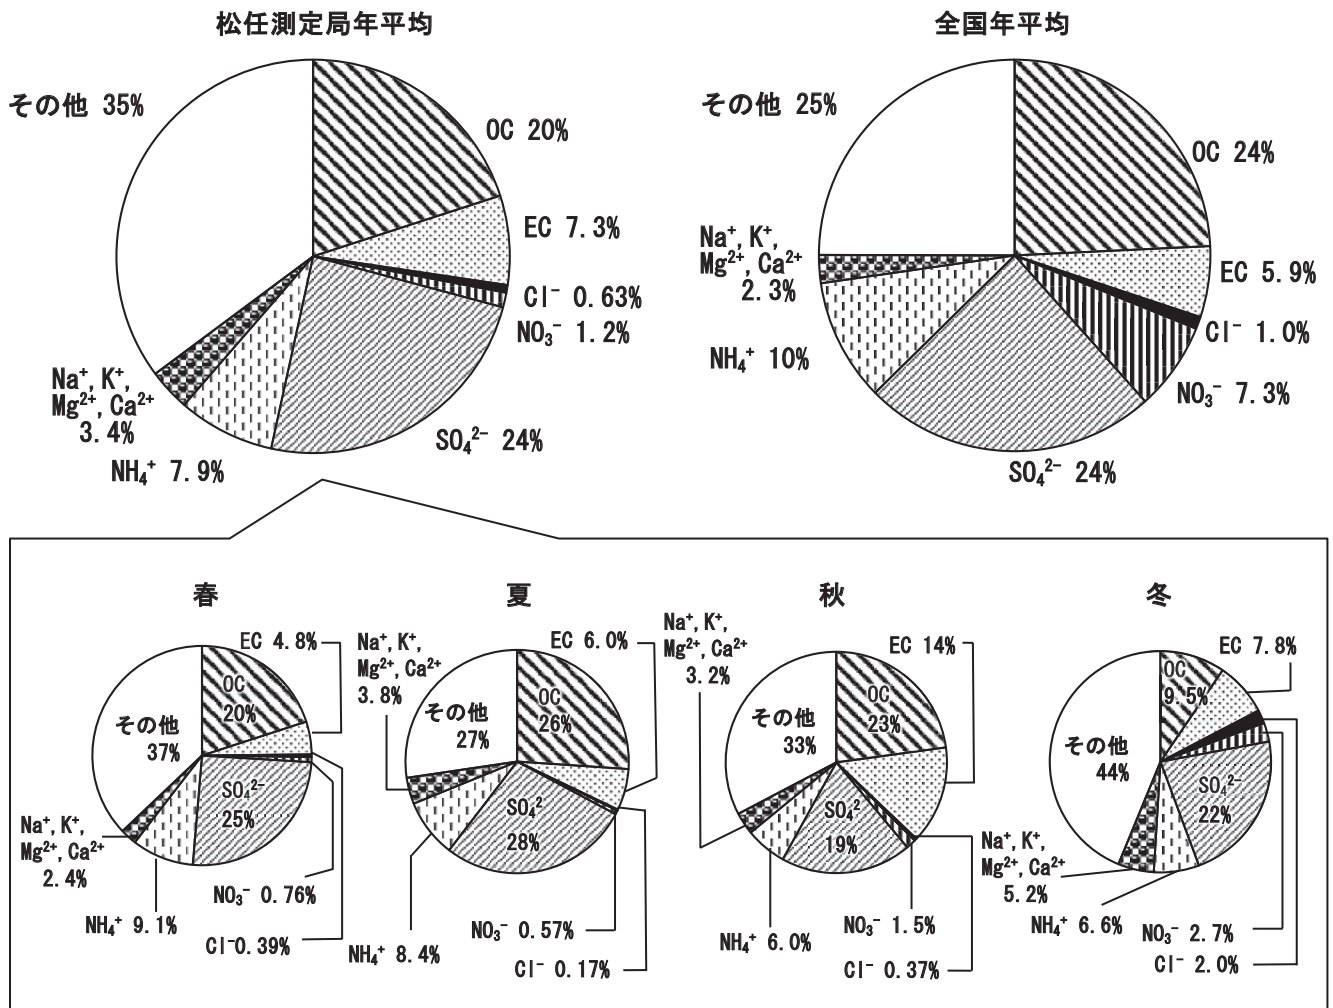 松任測定局年平均
その他 35%
OC 20%
EC 7.3%
Cl⁻ 0.63%
NO₃⁻ 1.2%
SO₄²⁻ 24%
NH₄⁺ 7.9%
Na⁺, K⁺,
Mg²⁺, Ca²⁺
3.4%
全国年平均
その他 25%
OC 24%
EC 5.9%
Cl⁻ 1.0%
NO₃⁻ 7.3%
SO₄²⁻ 24%
NH₄⁺ 10%
Na⁺, K⁺,
Mg²⁺, Ca²⁺
2.3%
春
EC 4.8%
OC
20%
その他
37%
SO₄²⁻
25%
Na⁺, K⁺,
Mg²⁺, Ca²⁺
2.4%
NH₄⁺ 9.1%
NO₃⁻ 0.76%
Cl⁻0.39%
夏
Na⁺, K⁺,
Mg²⁺, Ca²⁺
3.8%
EC 6.0%
OC
26%
その他
27%
SO₄²
28%
NH₄⁺ 8.4%
NO₃⁻ 0.57%
Cl⁻ 0.17%
秋
Na⁺, K⁺,
Mg²⁺, Ca²⁺
3.2%
EC 14%
OC
23%
その他
33%
SO₄²
19%
NH₄⁺ 6.0%
NO₃⁻ 1.5%
Cl⁻ 0.37%
冬
EC 7.8%
OC
9.5%
その他
44%
SO₄²⁻
22%
Na⁺, K⁺,
Mg²⁺, Ca²⁺
5.2%
NH₄⁺ 6.6%
NO₃⁻ 2.7%
Cl⁻ 2.0%